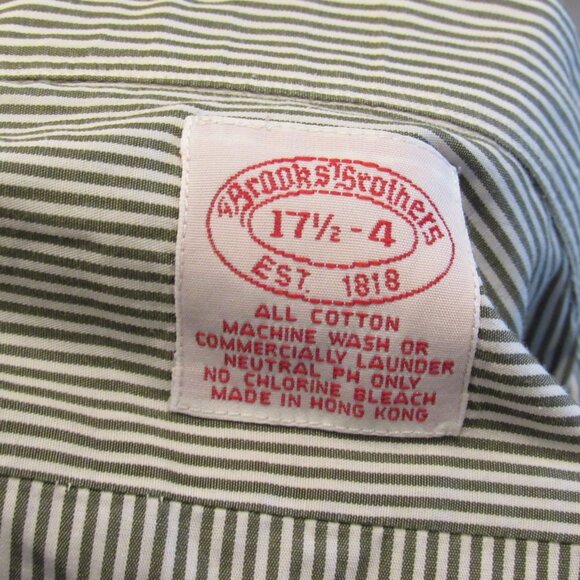 Brooks Brothers
17½-4
EST. 1818
ALL COTTON
MACHINE WASH OR
COMMERCIALLY LAUNDER
NEUTRAL PH ONLY
NO CHLORINE BLEACH
MADE IN HONG KONG